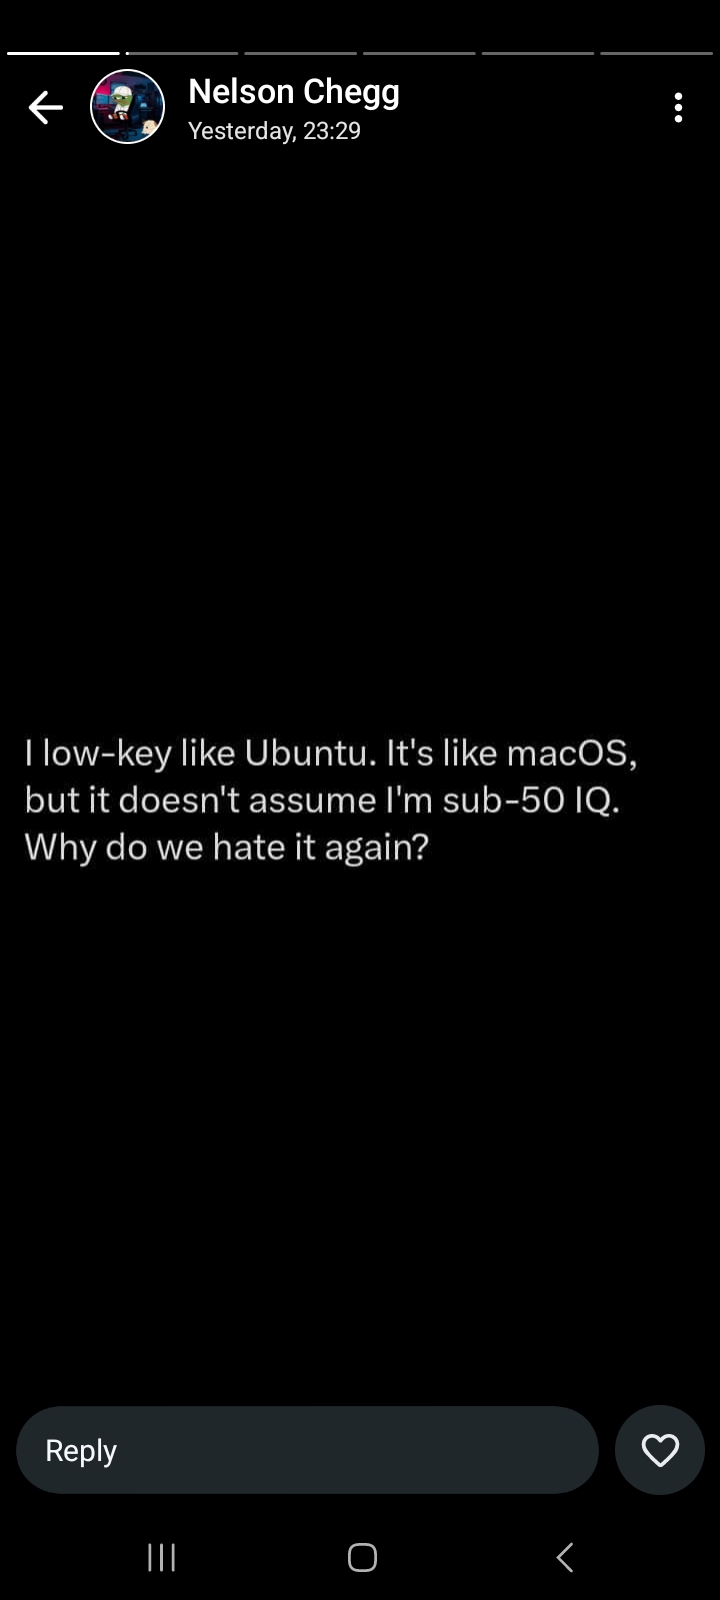 Nelson Chegg
Yesterday, 23:29
I low-key like Ubuntu. It's like macOS,
but it doesn't assume I'm sub-50 IQ.
Why do we hate it again?
Reply